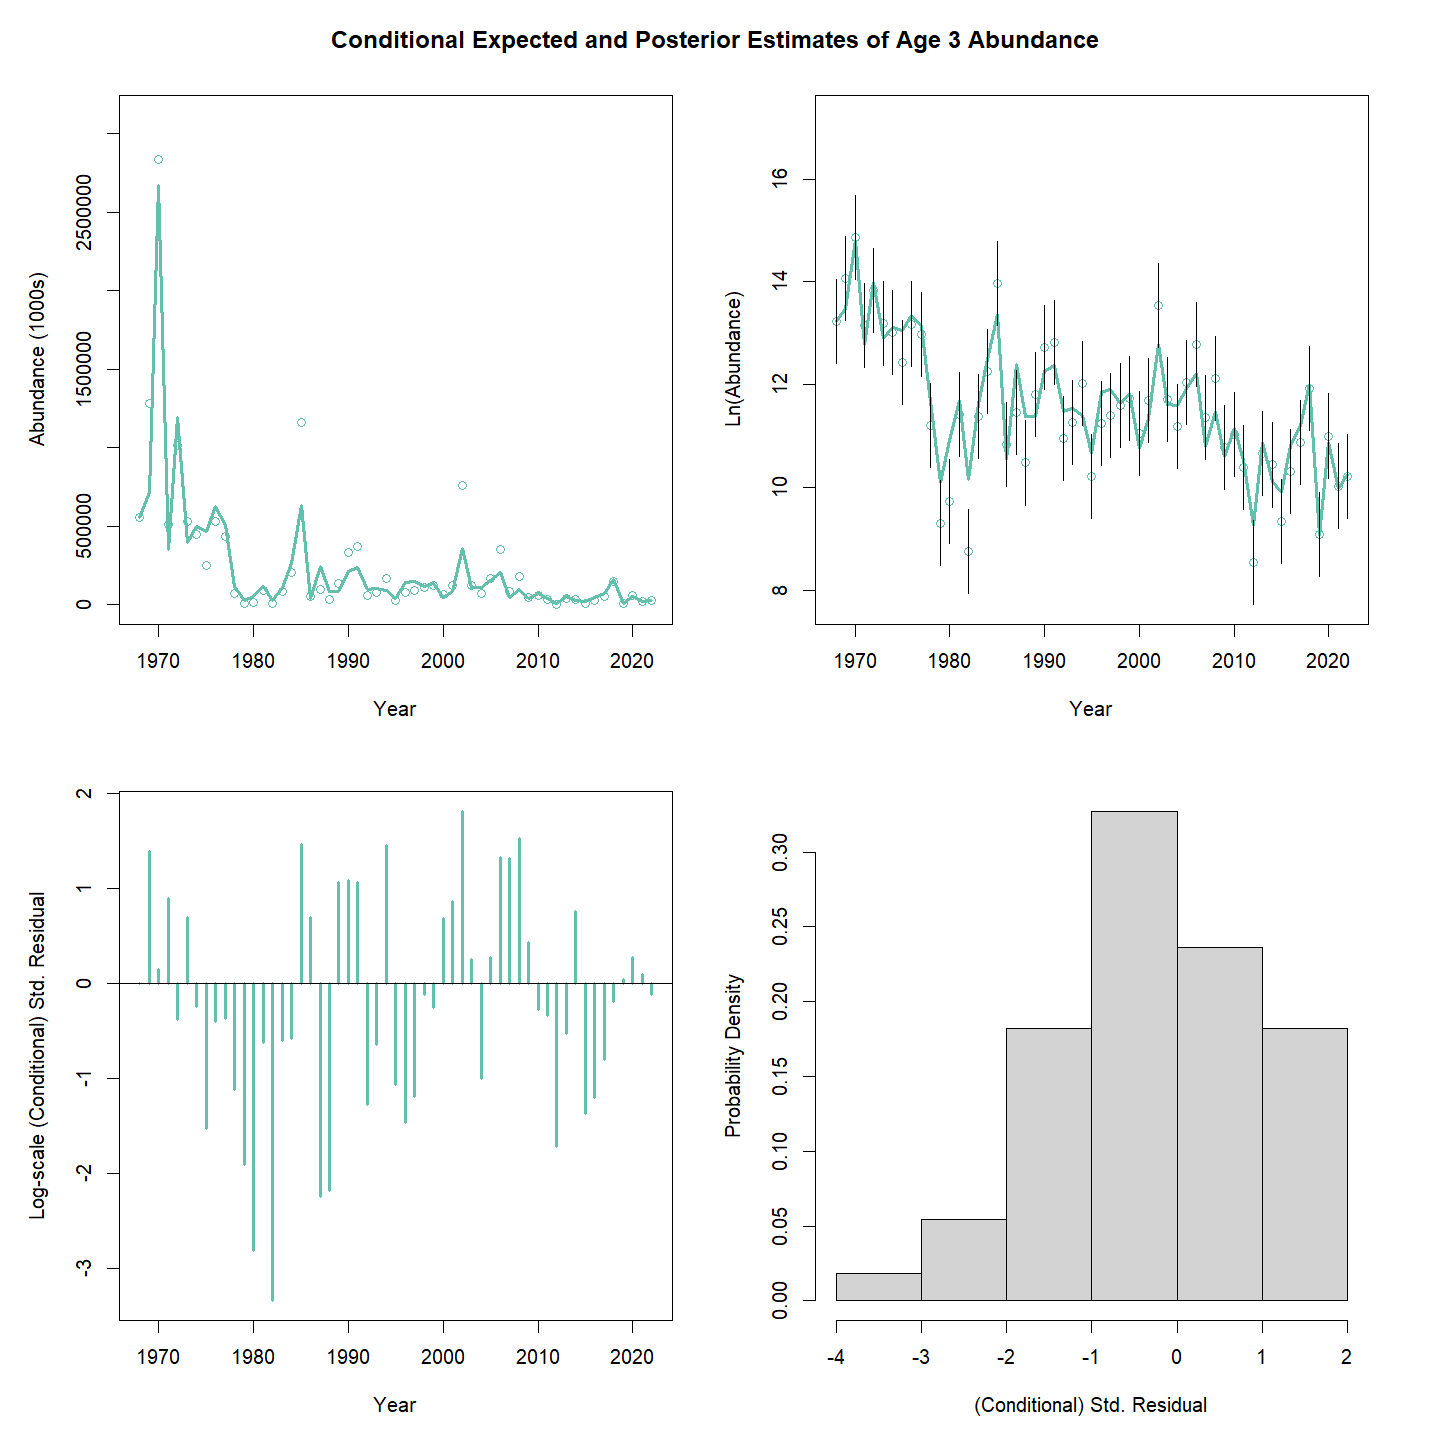 Conditional Expected and Posterior Estimates of Age 3 Abundance
Abundance (1000s)
2500000
1500000
500000
0
1970 1980 1990 2000 2010 2020
Year
Ln(Abundance)
16
14
12
10
8
1970 1980 1990 2000 2010 2020
Year
Log-scale (Conditional) Std. Residual
2
1
0
-1
-2
-3
1970 1980 1990 2000 2010 2020
Year
Probability Density
0.30
0.25
0.20
0.15
0.10
0.05
0.00
-4 -3 -2 -1 0 1 2
(Conditional) Std. Residual